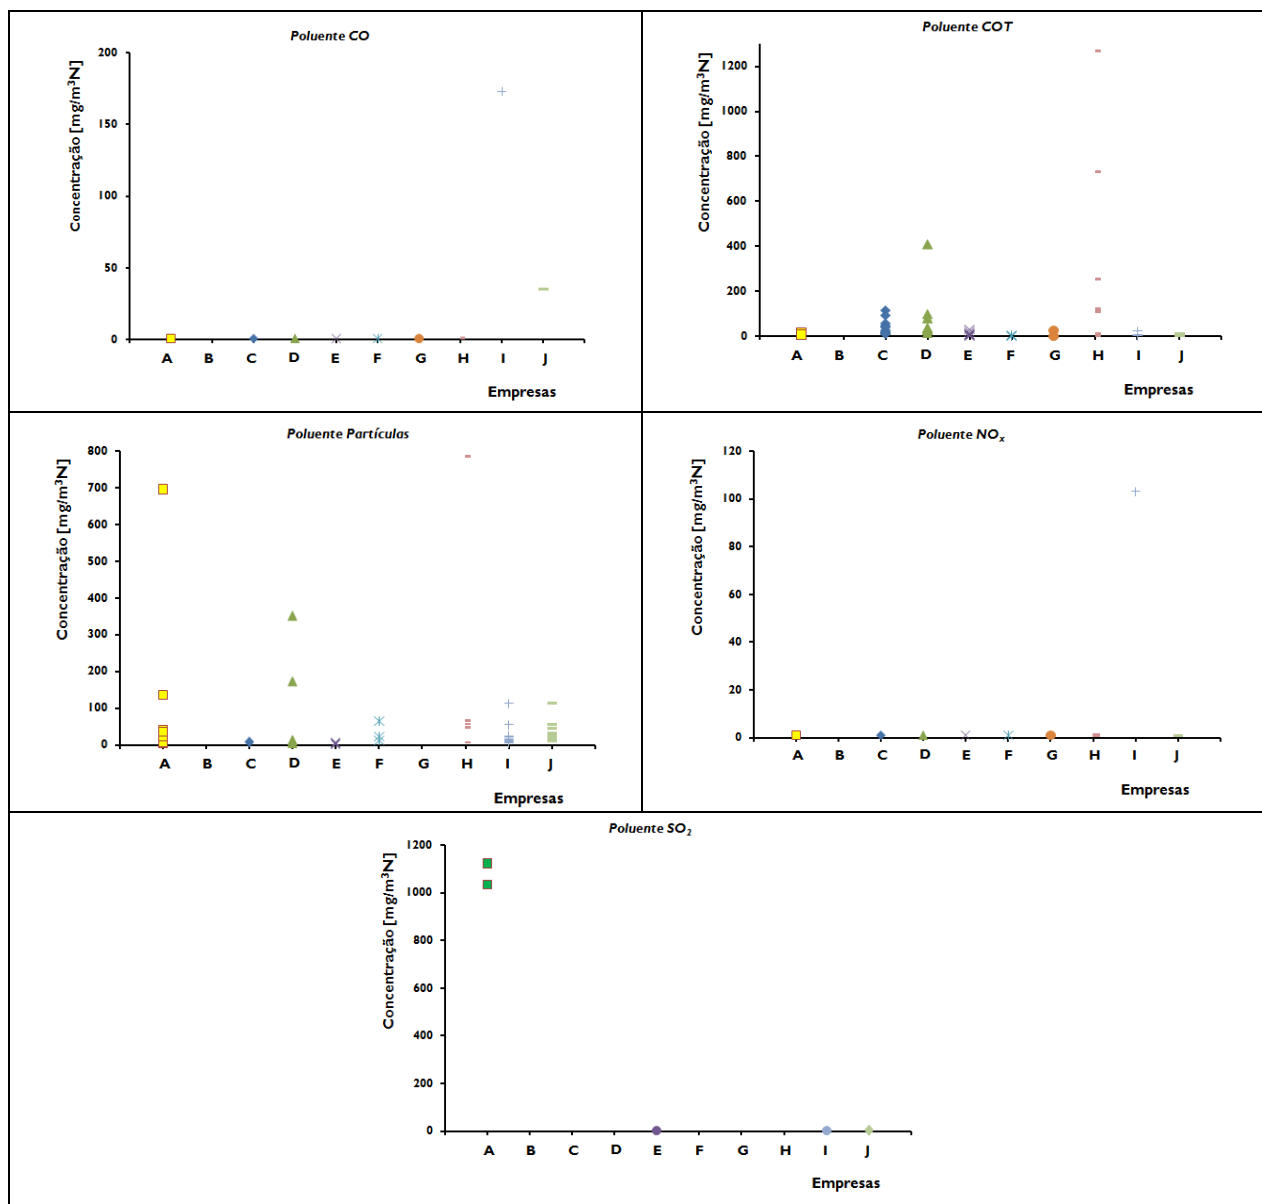 Poluente CO
Concentração [mg/m³N]
200
150
100
50
0
A B C D E F G H I J
Empresas
Poluente COT
Concentração [mg/m³N]
1200
1000
800
600
400
200
0
A B C D E F G H I J
Empresas
Poluente Partículas
Concentração [mg/m³N]
800
700
600
500
400
300
200
100
0
A B C D E F G H I J
Empresas
Poluente NOₓ
Concentração [mg/m³N]
120
100
80
60
40
20
0
A B C D E F G H I J
Empresas
Poluente SO₂
Concentração [mg/m³N]
1200
1000
800
600
400
200
0
A B C D E F G H I J
Empresas